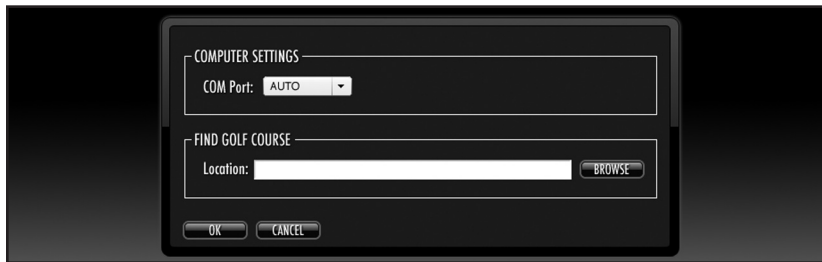 COMPUTER SETTINGS
COM Port: AUTO
FIND GOLF COURSE
Location: BROWSE
OK CANCEL